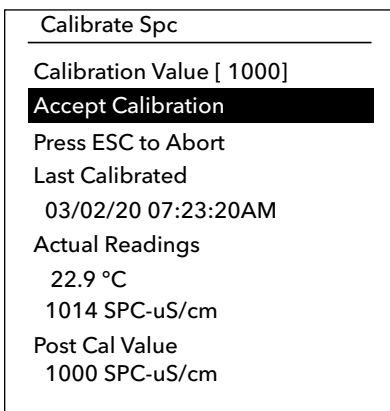 Calibrate Spc
Calibration Value [ 1000]
Accept Calibration
Press ESC to Abort
Last Calibrated
03/02/20 07:23:20AM
Actual Readings
22.9 °C
1014 SPC-uS/cm
Post Cal Value
1000 SPC-uS/cm